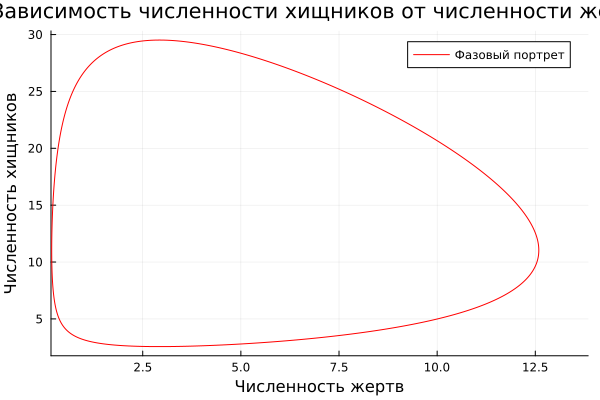 Зависимость численности хищников от численности же
Фазовый портрет
Численность хищников
30
25
20
15
10
5
2.5
5.0
7.5
10.0
12.5
Численность жертв